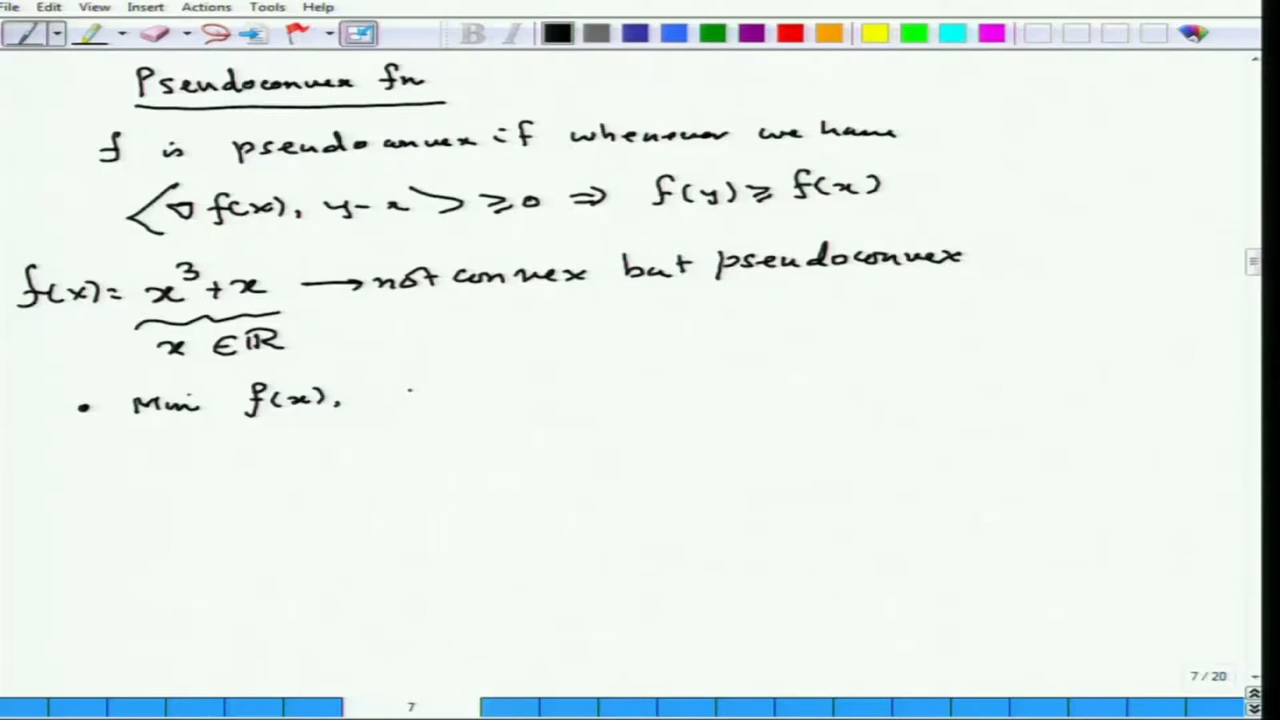 File Edit View Insert Actions Tools Help
Pseudoconvex fn
f is pseudoconvex if whenever we have
⟨∇f(x), y-x⟩ ≥0 ⇒ f(y) ≥ f(x)
f(x)= x³+x → not convex but pseudoconvex
x ∈ ℝ
• Min f(x),
7 / 20
7